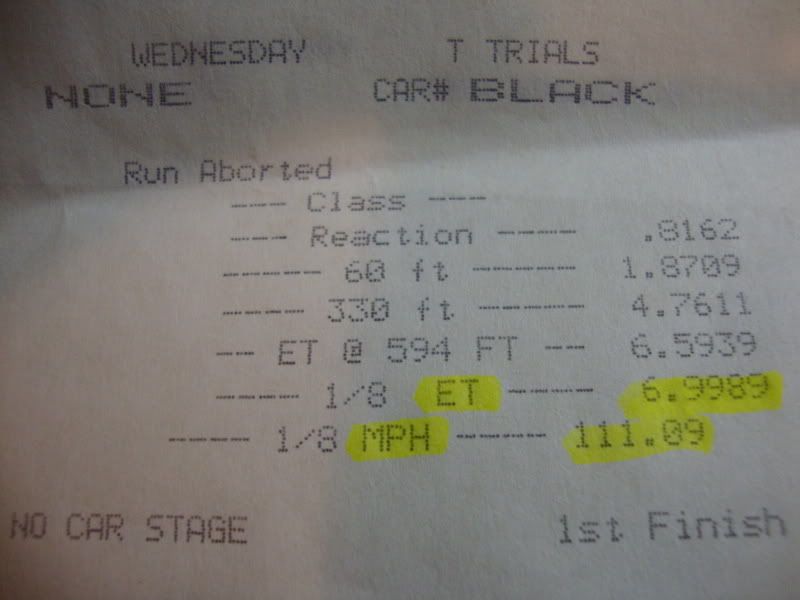 WEDNESDAY T TRIALS
NONE CAR# BLACK
Run Aborted
--- Class ---
--- Reaction ---- .8162
----- 60 ft ----- 1.8709
---- 330 ft ---- 4.7611
-- ET @ 594 FT -- 6.5939
---- 1/8 ET ---- 6.9989
---- 1/8 MPH ---- 111.09
NO CAR STAGE 1st Finish